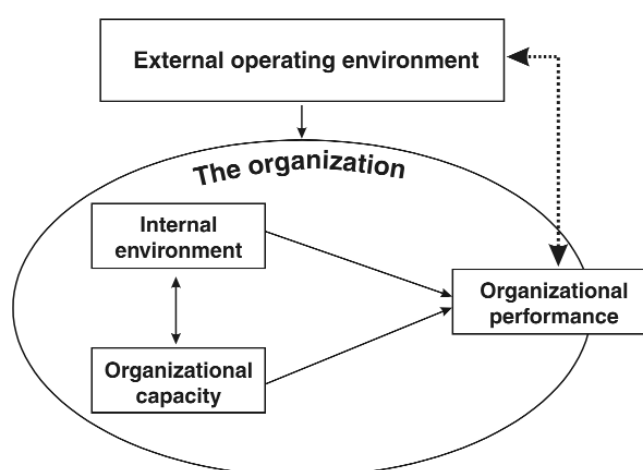 External operating environment
The organization
Internal
environment
Organizational
performance
Organizational
capacity